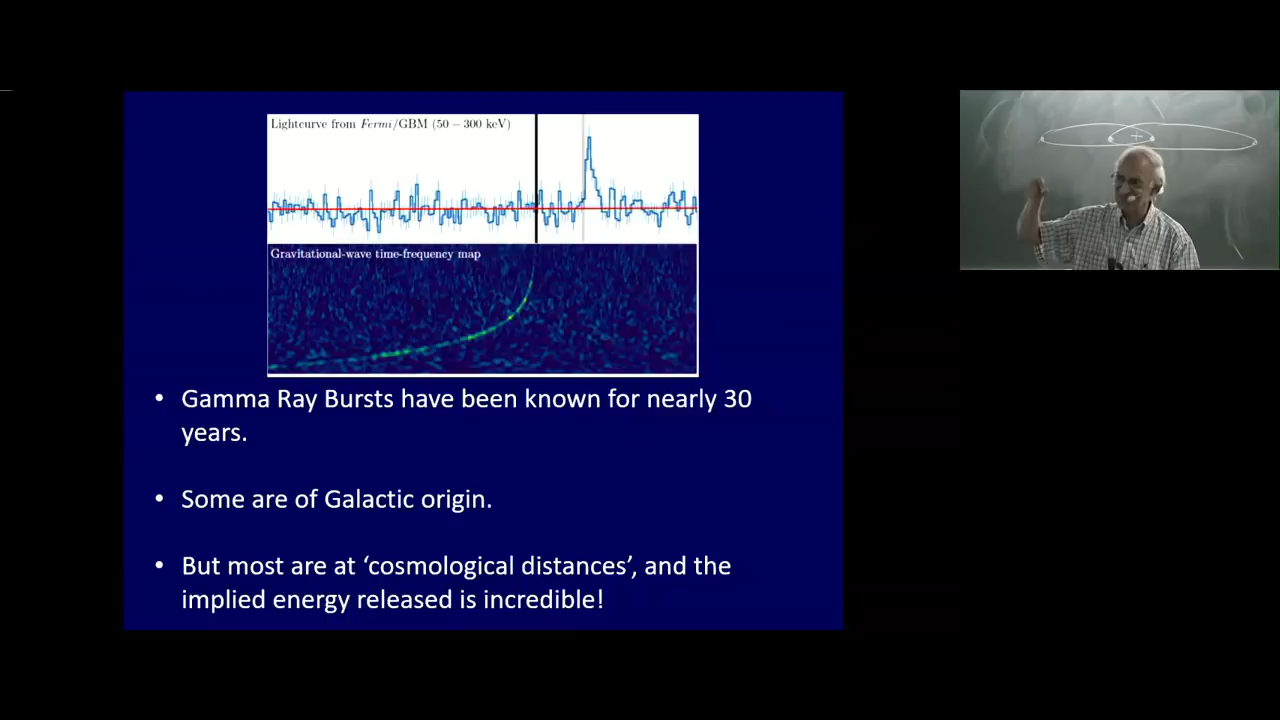 Lightcurve from Fermi/GBM (50 – 300 keV)
Gravitational-wave time-frequency map
• Gamma Ray Bursts have been known for nearly 30
years.
• Some are of Galactic origin.
• But most are at ‘cosmological distances’, and the
implied energy released is incredible!